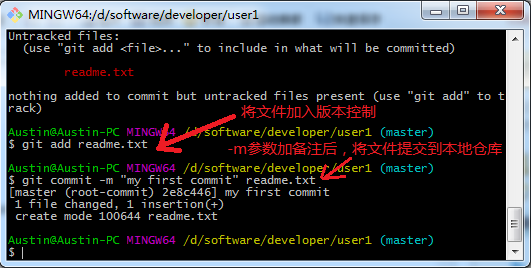 MINGW64:/d/software/developer/user1
Untracked files:
(use "git add <file>..." to include in what will be committed)
readme.txt
nothing added to commit but untracked files present (use "git add" to t
rack)
将文件加入版本控制
Austin@Austin-PC MINGW64 /d/software/developer/user1 (master)
$ git add readme.txt
-m参数加备注后，将文件提交到本地仓库
Austin@Austin-PC MINGW64 /d/software/developer/user1 (master)
$ git commit -m "my first commit" readme.txt
[master (root-commit) 2e8c446] my first commit
1 file changed, 1 insertion(+)
create mode 100644 readme.txt
Austin@Austin-PC MINGW64 /d/software/developer/user1 (master)
$